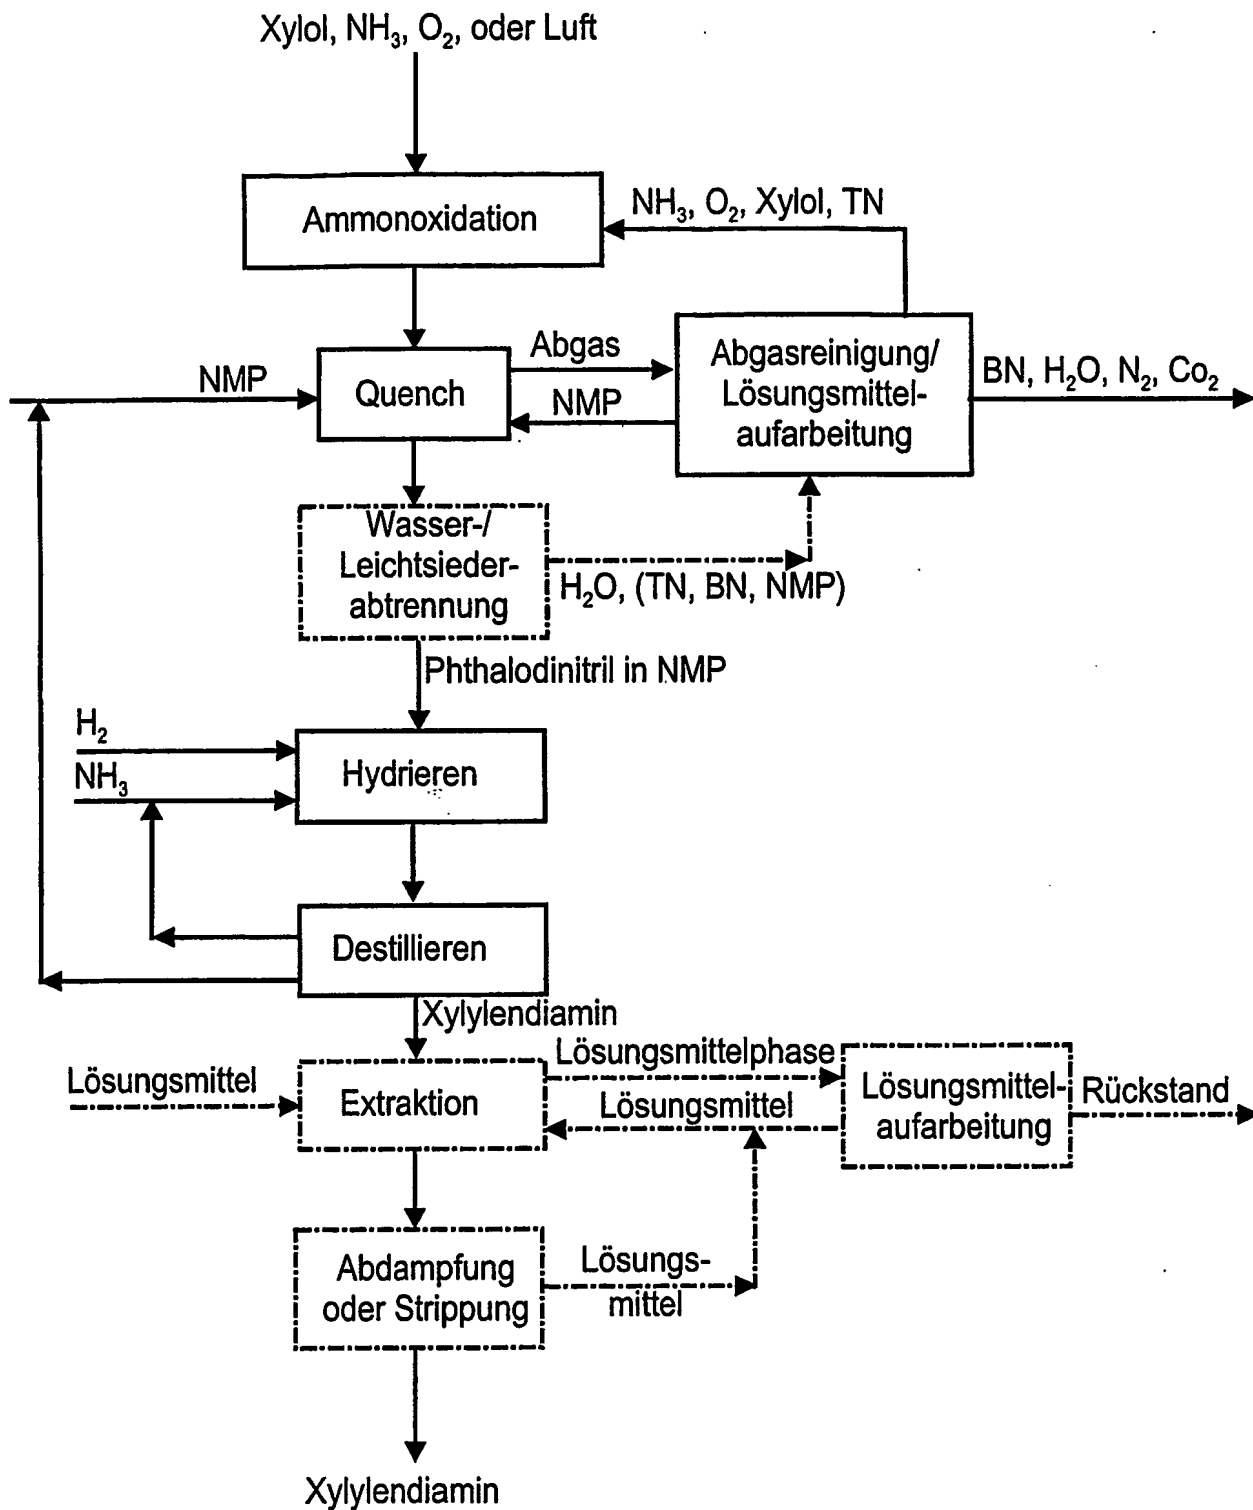 Xylol, NH₃, O₂, oder Luft
Ammonoxidation
NH₃, O₂, Xylol, TN
NMP
Quench
Abgas
NMP
Abgasreinigung/
Lösungsmittel-
aufarbeitung
BN, H₂O, N₂, Co₂
Wasser-/
Leichtsieder-
abtrennung
H₂O, (TN, BN, NMP)
Phthalodinitril in NMP
H₂
NH₃
Hydrieren
Destillieren
Xylylendiamin
Lösungsmittel
Extraktion
Lösungsmittelphase
Lösungsmittel
Lösungsmittel-
aufarbeitung
Rückstand
Abdampfung
oder Strippung
Lösungs-
mittel
Xylylendiamin